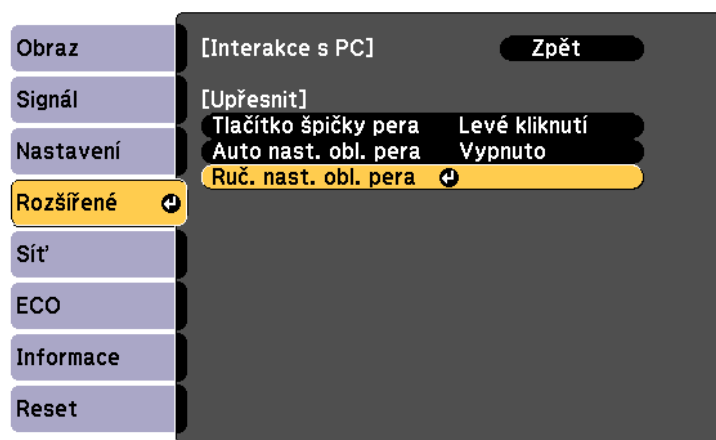 Obraz
Signál
Nastavení
Rozšířené
Síť
ECO
Informace
Reset
[Interakce s PC] Zpět
[Upřesnit]
Tlačítko špičky pera Levé kliknutí
Auto nast. obl. pera Vypnuto
Ruč. nast. obl. pera